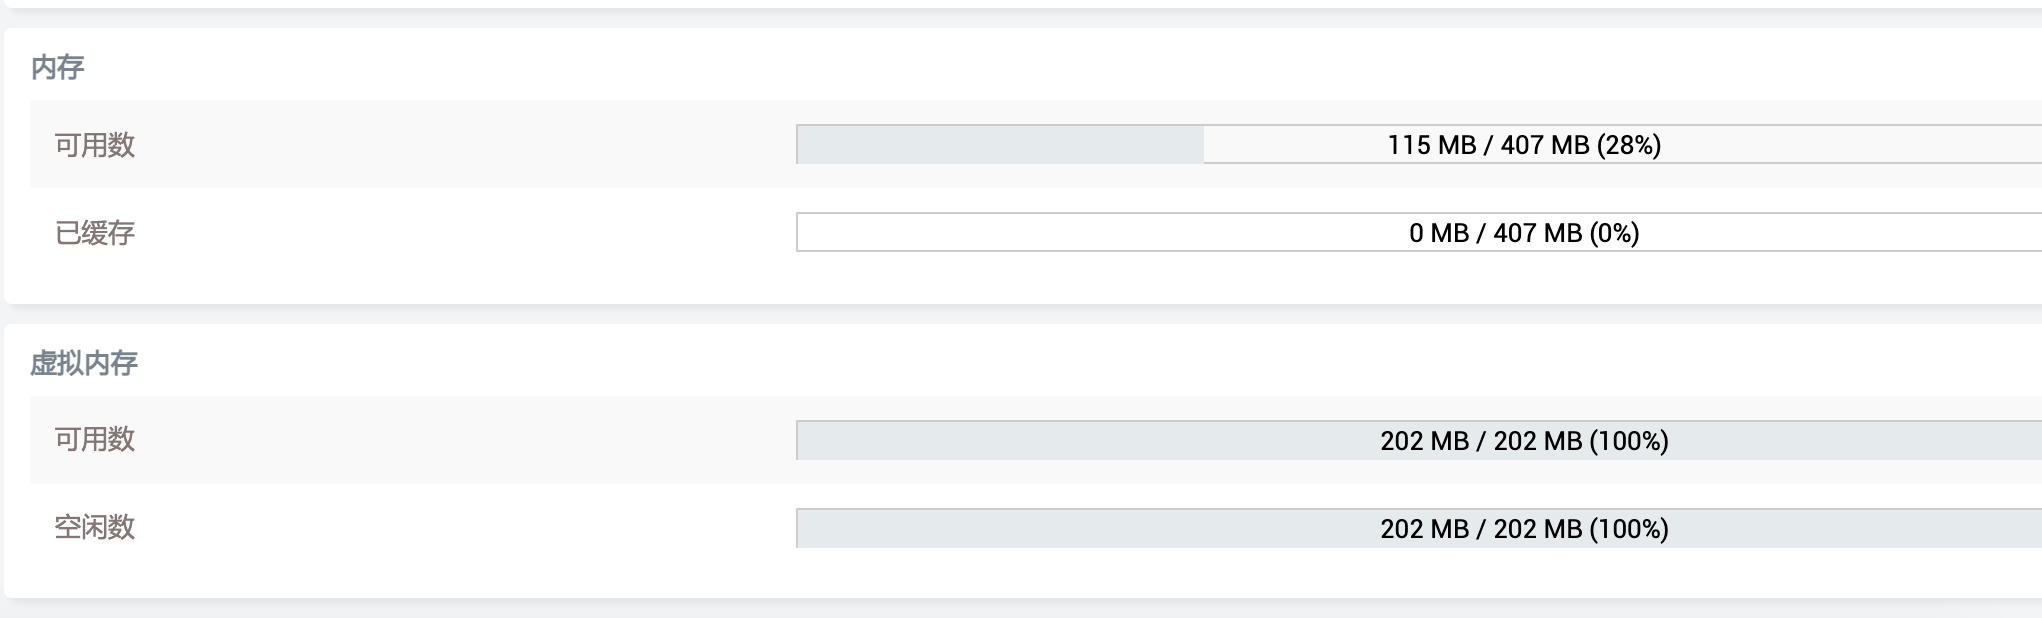 内存
可用数
115 MB / 407 MB (28%)
已缓存
0 MB / 407 MB (0%)
虚拟内存
可用数
202 MB / 202 MB (100%)
空闲数
202 MB / 202 MB (100%)